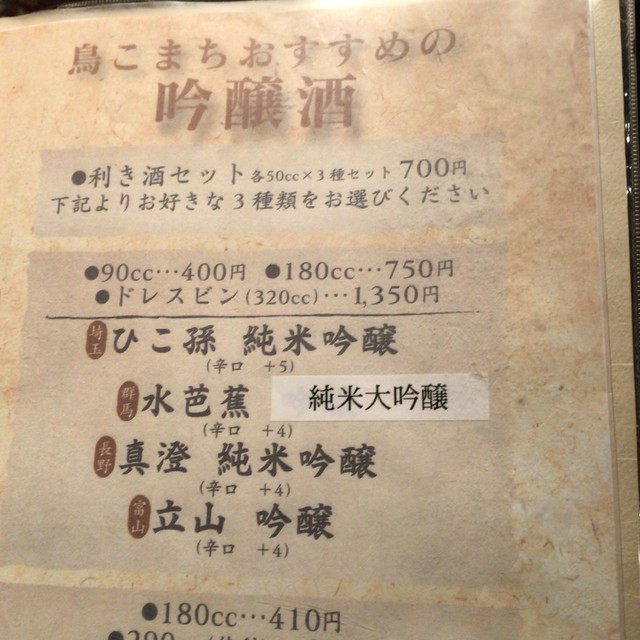 鳥こまちおすすめの
吟醸酒
●利き酒セット各50cc×3種セット 700円
下記よりお好きな3種類をお選びください
●90cc…400円 ●180cc…750円
●ドレスビン(320cc)…1,350円
埼玉 ひこ孫 純米吟醸
(辛口 +5)
群馬 水芭蕉 純米大吟醸
(辛口 +4)
長野 真澄 純米吟醸
(辛口 +4)
富山 立山 吟醸
(辛口 +4)
●180cc…410円